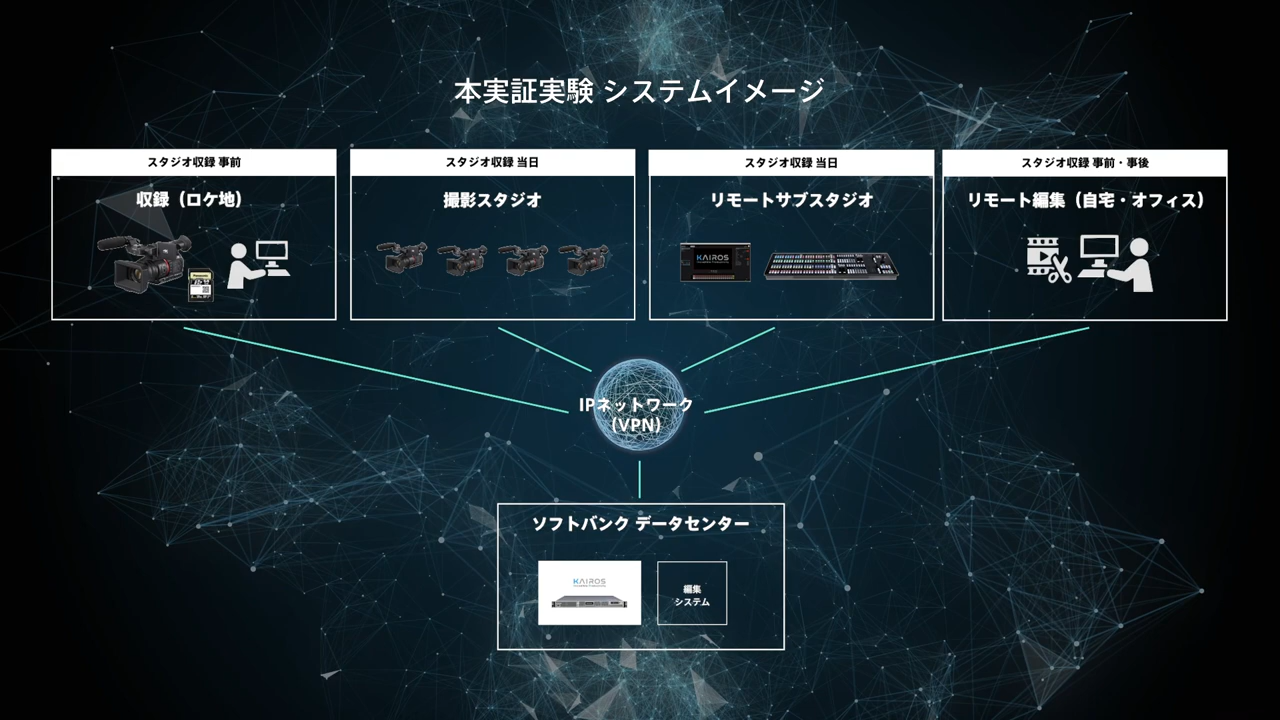 本実証実験 システムイメージ
スタジオ収録 事前
収録（ロケ地）
Panasonic
スタジオ収録 当日
撮影スタジオ
スタジオ収録 当日
リモートサブスタジオ
KAIROS
スタジオ収録 事前・事後
リモート編集（自宅・オフィス）
IPネットワーク
(VPN)
ソフトバンク データセンター
KAIROS
編集
システム